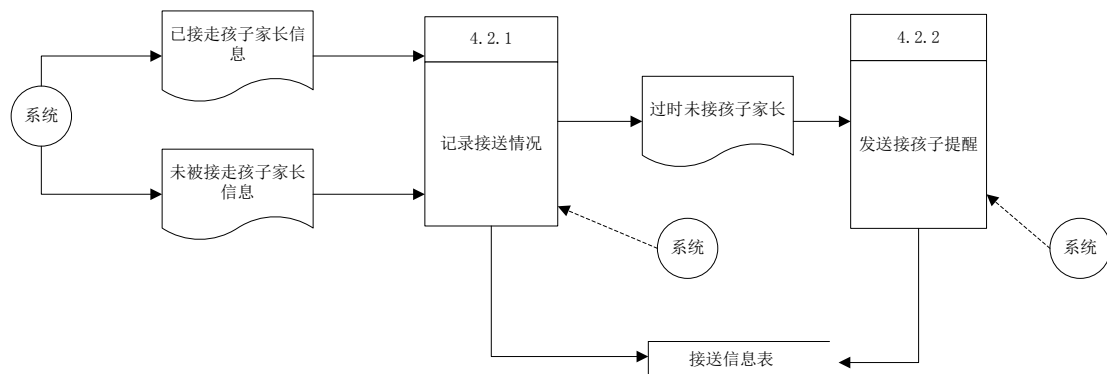 已接走孩子家长信
息
4.2.1
4.2.2
系统
过时未接孩子家长
记录接送情况
发送接孩子提醒
未被接走孩子家长
信息
系统
系统
接送信息表